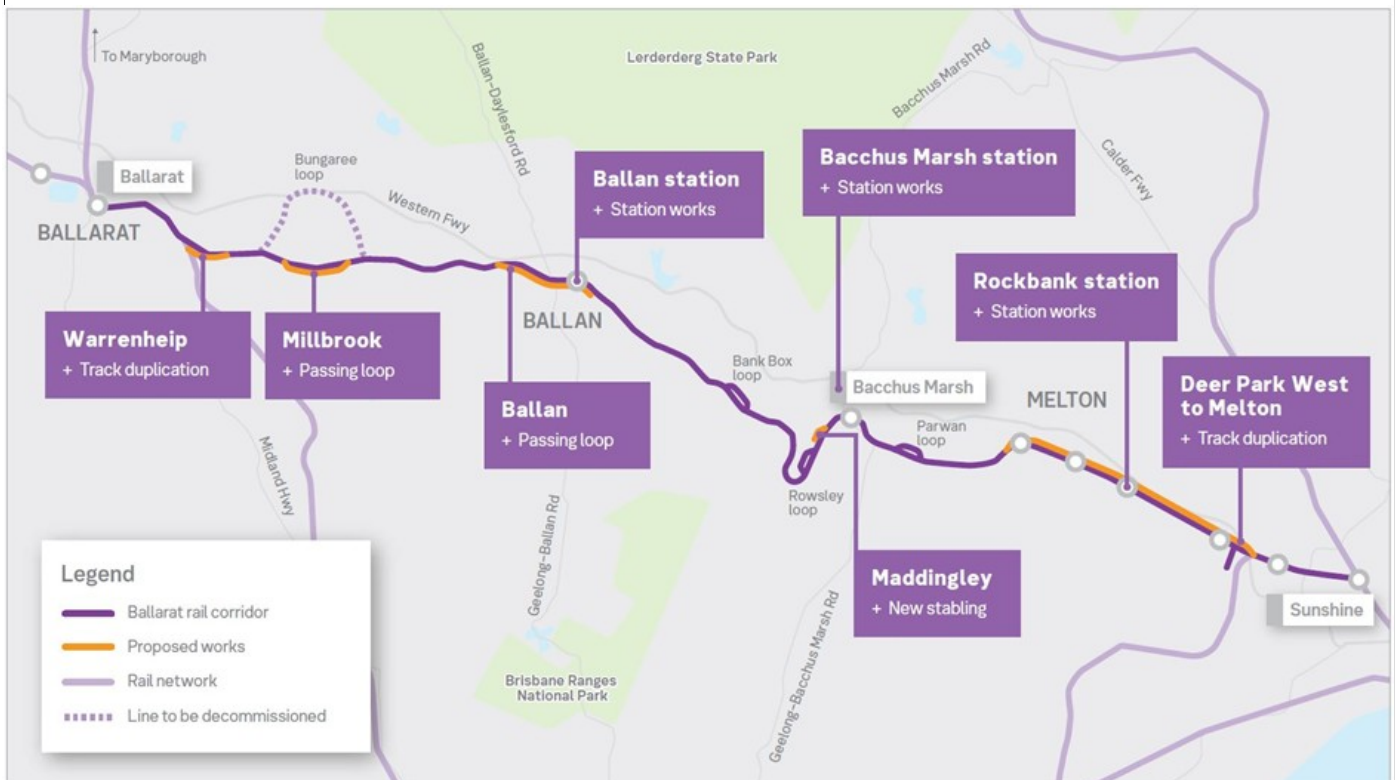 To Maryborough
Ballan-Daylesford Rd
Lerderderg State Park
Bacchus Marsh Rd
Calder Fwy
Ballarat
BALLARAT
Bungaree
loop
Western Fwy
Ballan station
+ Station works
Bacchus Marsh station
+ Station works
Rockbank station
+ Station works
Warrenheip
+ Track duplication
Millbrook
+ Passing loop
BALLAN
Ballan
+ Passing loop
Bank Box
loop
Bacchus Marsh
MELTON
Deer Park West
to Melton
+ Track duplication
Parwan
loop
Rowsley
loop
Midland Hwy
Geelong-Ballan Rd
Maddingley
+ New stabling
Geelong-Bacchus Marsh Rd
Sunshine
Brisbane Ranges
National Park
Legend
Ballarat rail corridor
Proposed works
Rail network
Line to be decommissioned